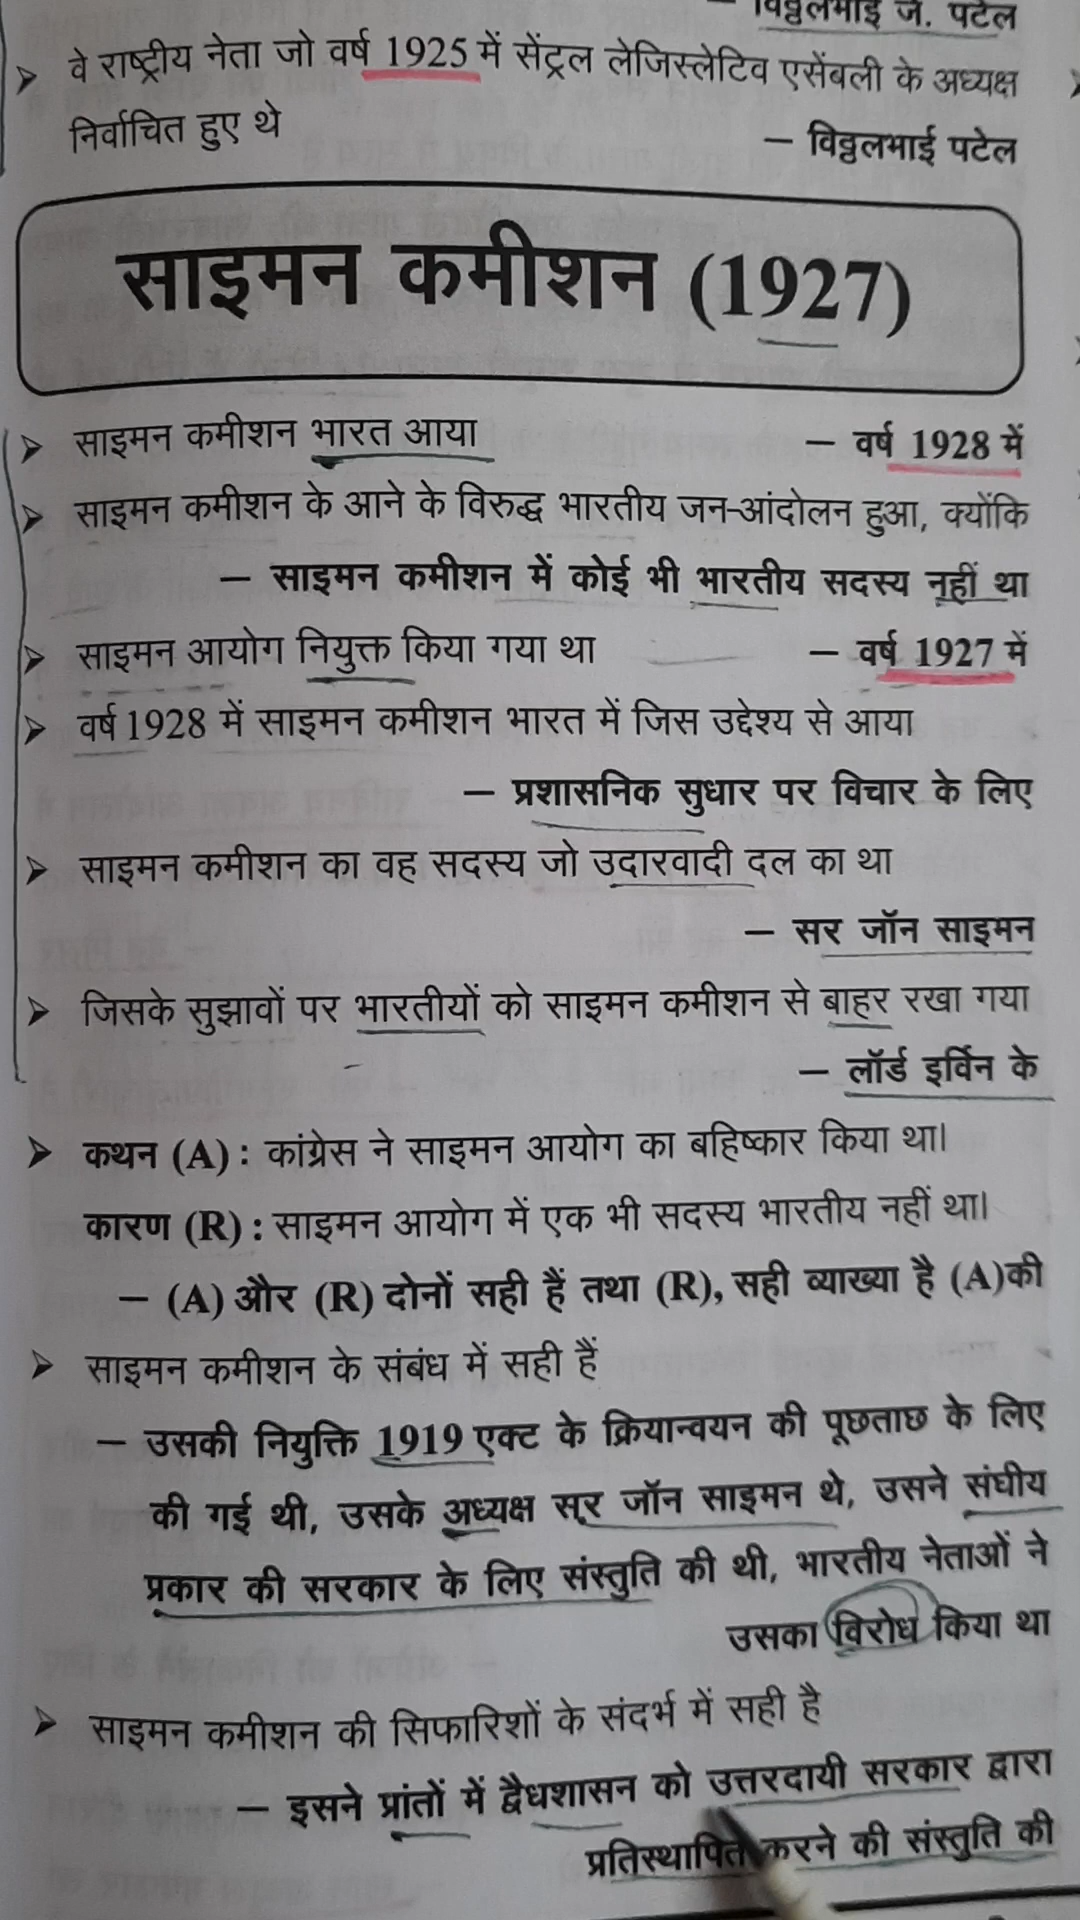 – विठ्ठलभाई जे. पटेल
➢ वे राष्ट्रीय नेता जो वर्ष 1925 में सेंट्रल लेजिस्लेटिव एसेंबली के अध्यक्ष
निर्वाचित हुए थे – विठ्ठलभाई पटेल
साइमन कमीशन (1927)
➢ साइमन कमीशन भारत आया – वर्ष 1928 में
➢ साइमन कमीशन के आने के विरुद्ध भारतीय जन-आंदोलन हुआ, क्योंकि
– साइमन कमीशन में कोई भी भारतीय सदस्य नहीं था
➢ साइमन आयोग नियुक्त किया गया था – वर्ष 1927 में
➢ वर्ष 1928 में साइमन कमीशन भारत में जिस उद्देश्य से आया
– प्रशासनिक सुधार पर विचार के लिए
➢ साइमन कमीशन का वह सदस्य जो उदारवादी दल का था
– सर जॉन साइमन
➢ जिसके सुझावों पर भारतीयों को साइमन कमीशन से बाहर रखा गया
– लॉर्ड इर्विन के
➢ कथन (A) : कांग्रेस ने साइमन आयोग का बहिष्कार किया था।
कारण (R) : साइमन आयोग में एक भी सदस्य भारतीय नहीं था।
– (A) और (R) दोनों सही हैं तथा (R), सही व्याख्या है (A)की
➢ साइमन कमीशन के संबंध में सही हैं
– उसकी नियुक्ति 1919 एक्ट के क्रियान्वयन की पूछताछ के लिए
की गई थी, उसके अध्यक्ष सर जॉन साइमन थे, उसने संघीय
प्रकार की सरकार के लिए संस्तुति की थी, भारतीय नेताओं ने
उसका विरोध किया था
➢ साइमन कमीशन की सिफारिशों के संदर्भ में सही है
– इसने प्रांतों में द्वैधशासन को उत्तरदायी सरकार द्वारा
प्रतिस्थापित करने की संस्तुति की